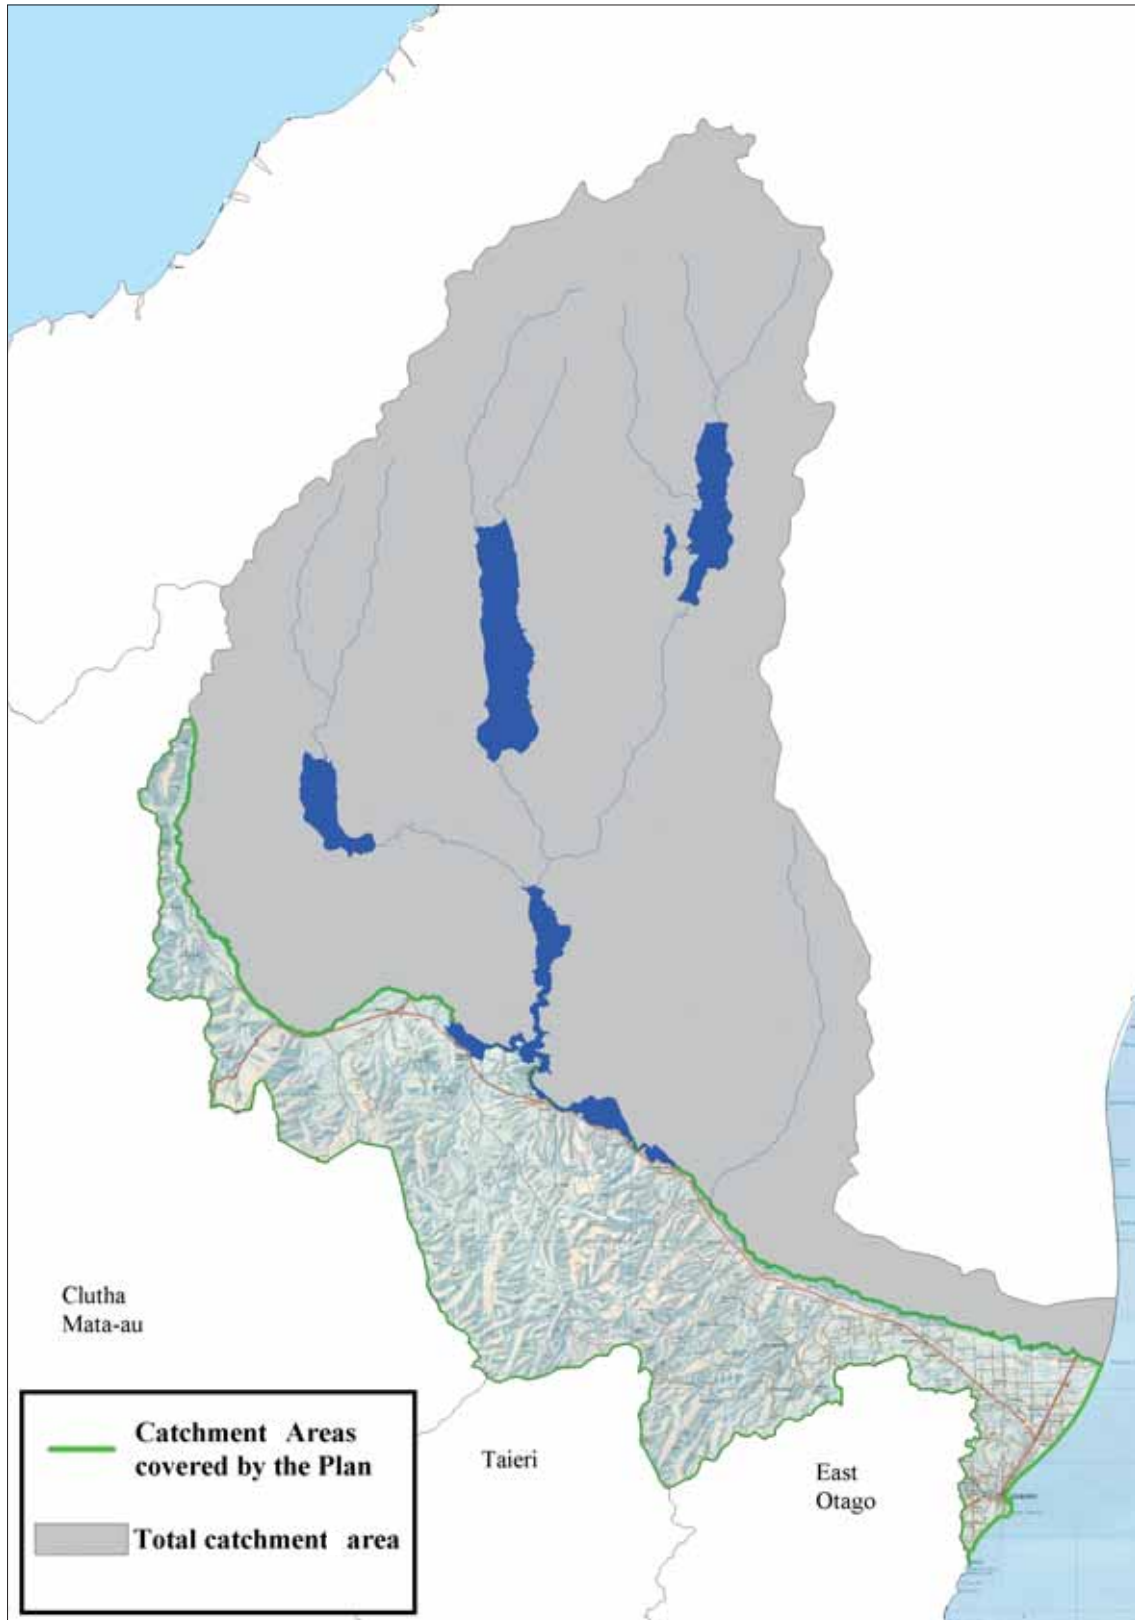 Clutha
Mata-au
Catchment Areas
covered by the Plan
Total catchment area
Taieri
East
Otago